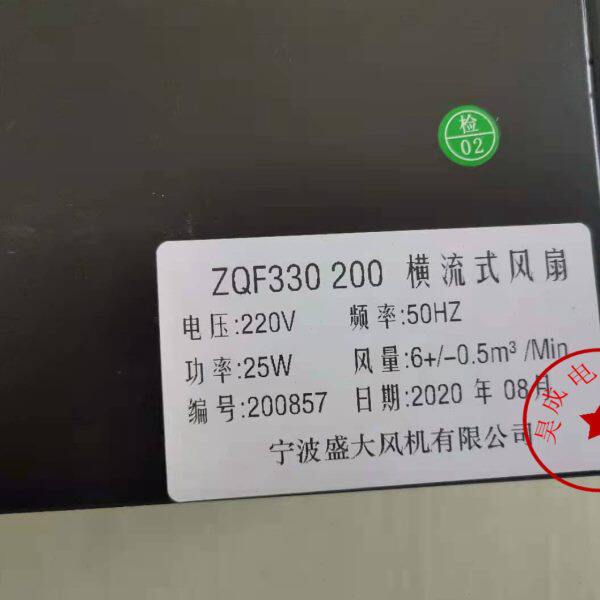 检
02
ZQF330 200 横流式风扇
电压:220V 频率:50HZ
功率:25W 风量:6+/-0.5m³/Min
编号:200857 日期:2020 年 08月
宁波盛大风机有限公司
昊成电